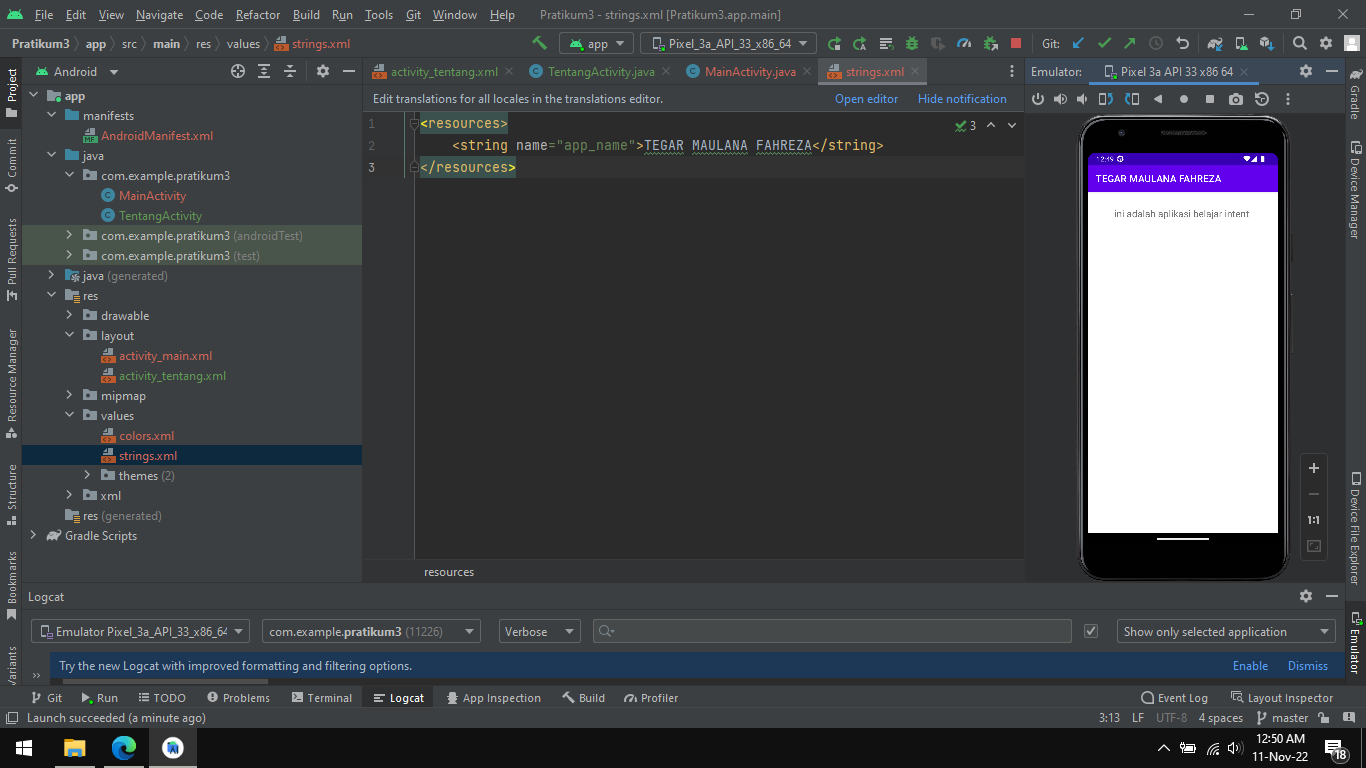 File Edit View Navigate Code Refactor Build Run Tools Git Window Help Pratikum3 - strings.xml [Pratikum3.app.main]
Pratikum3 app src main res values strings.xml app Pixel_3a_API_33_x86_64 Git:
Project
Commit
Pull Requests
Resource Manager
Structure
Bookmarks
Variants
Android
app
manifests
AndroidManifest.xml
java
com.example.pratikum3
MainActivity
TentangActivity
com.example.pratikum3 (androidTest)
com.example.pratikum3 (test)
java (generated)
res
drawable
layout
activity_main.xml
activity_tentang.xml
mipmap
values
colors.xml
strings.xml
themes (2)
xml
res (generated)
Gradle Scripts
activity_tentang.xml TentangActivity.java MainActivity.java strings.xml
Edit translations for all locales in the translations editor. Open editor Hide notification
1 <resources>
2 <string name="app_name">TEGAR MAULANA FAHREZA</string>
3 </resources>
3
resources
Emulator: Pixel 3a API 33 x86 64
12:49
TEGAR MAULANA FAHREZA
ini adalah aplikasi belajar intent
1:1
Gradle
Device Manager
Device File Explorer
Emulator
Logcat
Emulator Pixel_3a_API_33_x86_64 com.example.pratikum3 (11226) Verbose Show only selected application
Try the new Logcat with improved formatting and filtering options. Enable Dismiss
Git Run TODO Problems Terminal Logcat App Inspection Build Profiler Event Log Layout Inspector
Launch succeeded (a minute ago) 3:13 LF UTF-8 4 spaces master
12:50 AM
11-Nov-22
18